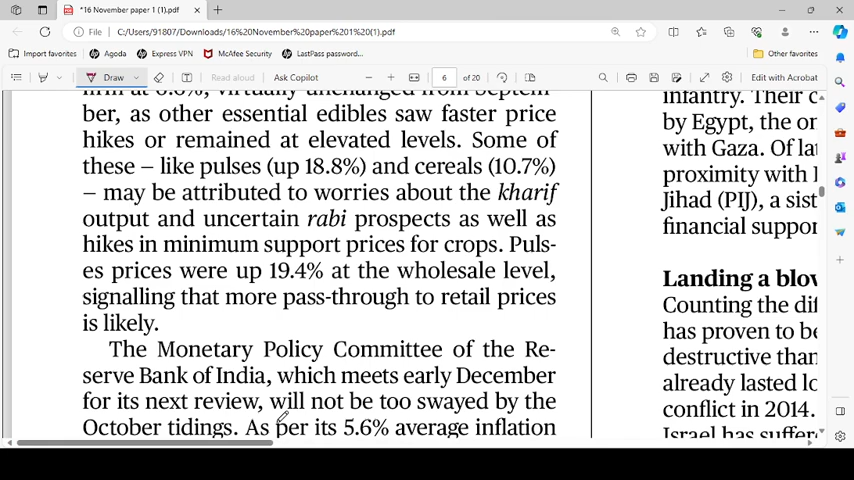 *16 November paper 1 (1).pdf
File
C:/Users/91807/Downloads/16%20November%20paper%201%20(1).pdf
Import favorites
Agoda
Express VPN
McAfee Security
LastPass password...
Other favorites
Draw
Read aloud
Ask Copilot
6 of 20
Edit with Acrobat
ber, as other essential edibles saw faster price
hikes or remained at elevated levels. Some of
these – like pulses (up 18.8%) and cereals (10.7%)
– may be attributed to worries about the kharif
output and uncertain rabi prospects as well as
hikes in minimum support prices for crops. Puls-
es prices were up 19.4% at the wholesale level,
signalling that more pass-through to retail prices
is likely.
The Monetary Policy Committee of the Re-
serve Bank of India, which meets early December
for its next review, will not be too swayed by the
October tidings. As per its 5.6% average inflation
infantry. Their c
by Egypt, the on
with Gaza. Of lat
proximity with
Jihad (PIJ), a sist
financial suppor
Landing a blov
Counting the dif
has proven to be
destructive than
already lasted lo
conflict in 2014.
Israel has suffer